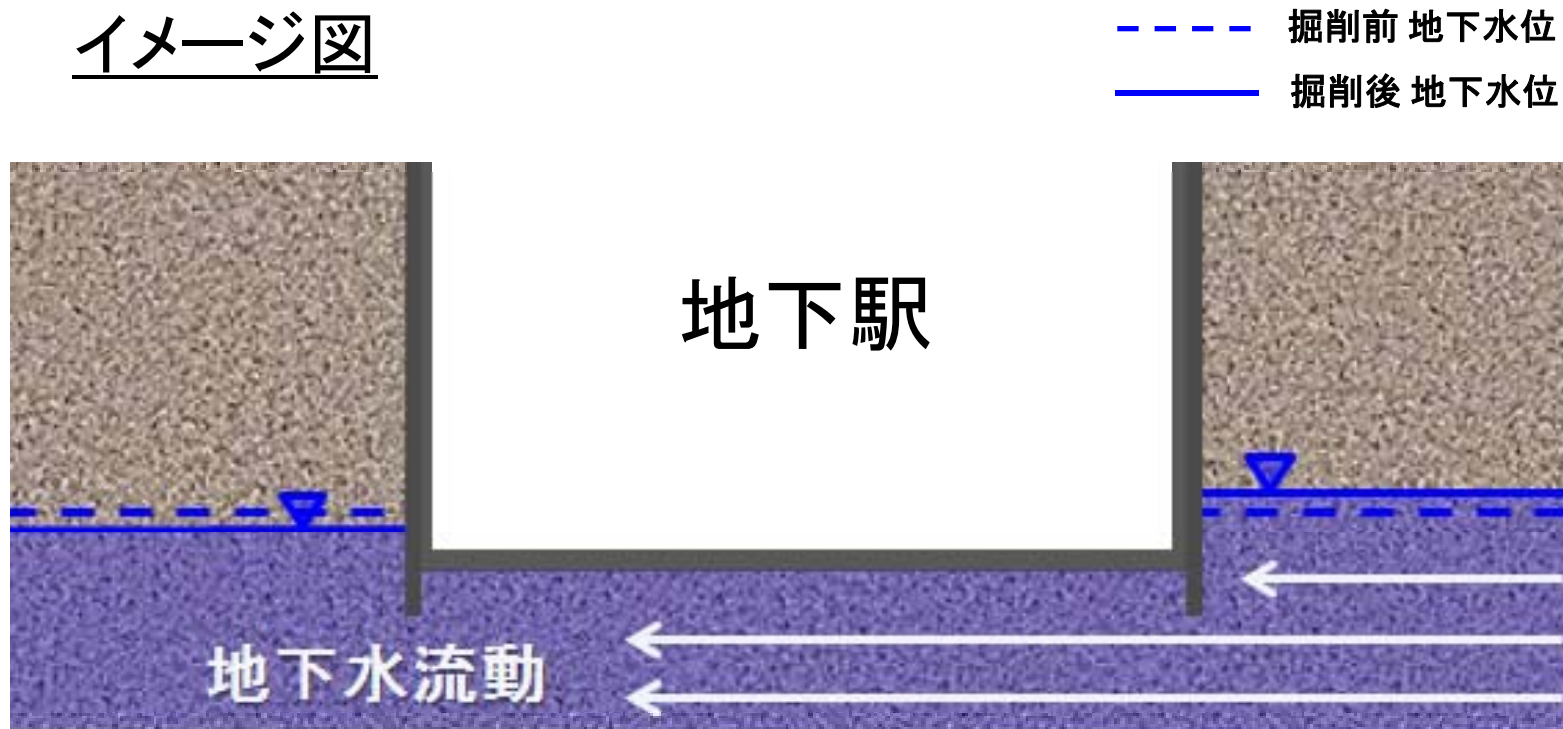 イメージ図
掘削前 地下水位
掘削後 地下水位
地下駅
地下水流動